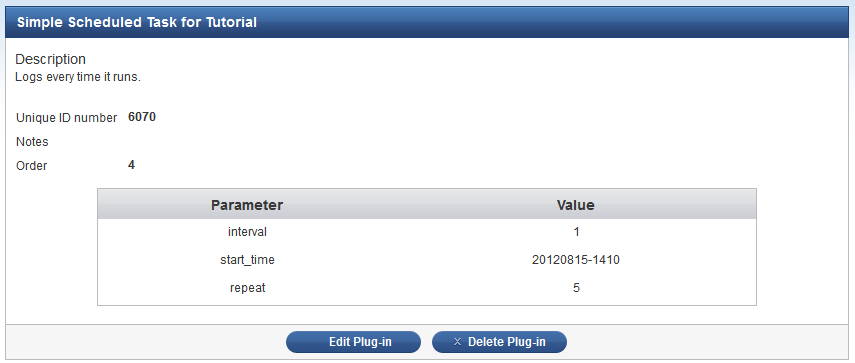 Simple Scheduled Task for Tutorial
Description
Logs every time it runs.
Unique ID number 6070
Notes
Order 4
Parameter Value
interval 1
start_time 20120815-1410
repeat 5
Edit Plug-in x Delete Plug-in